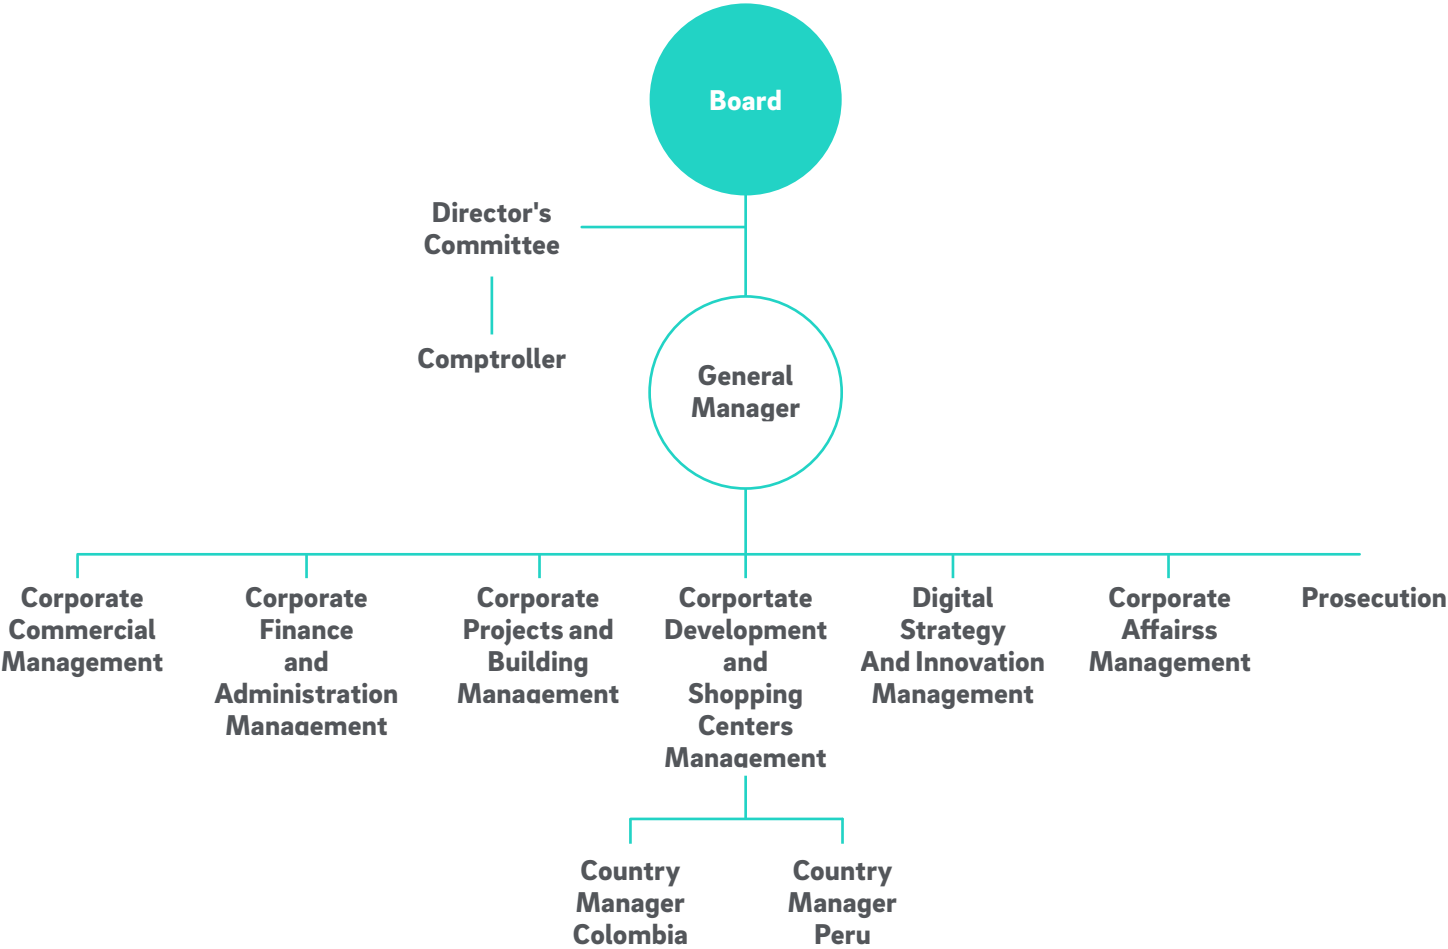 Board
Director's
Committee
Comptroller
General
Manager
Corporate
Commercial
Management
Corporate
Finance
and
Administration
Management
Corporate
Projects and
Building
Management
Corportate
Development
and
Shopping
Centers
Management
Digital
Strategy
And Innovation
Management
Corporate
Affairss
Management
Prosecution
Country
Manager
Colombia
Country
Manager
Peru